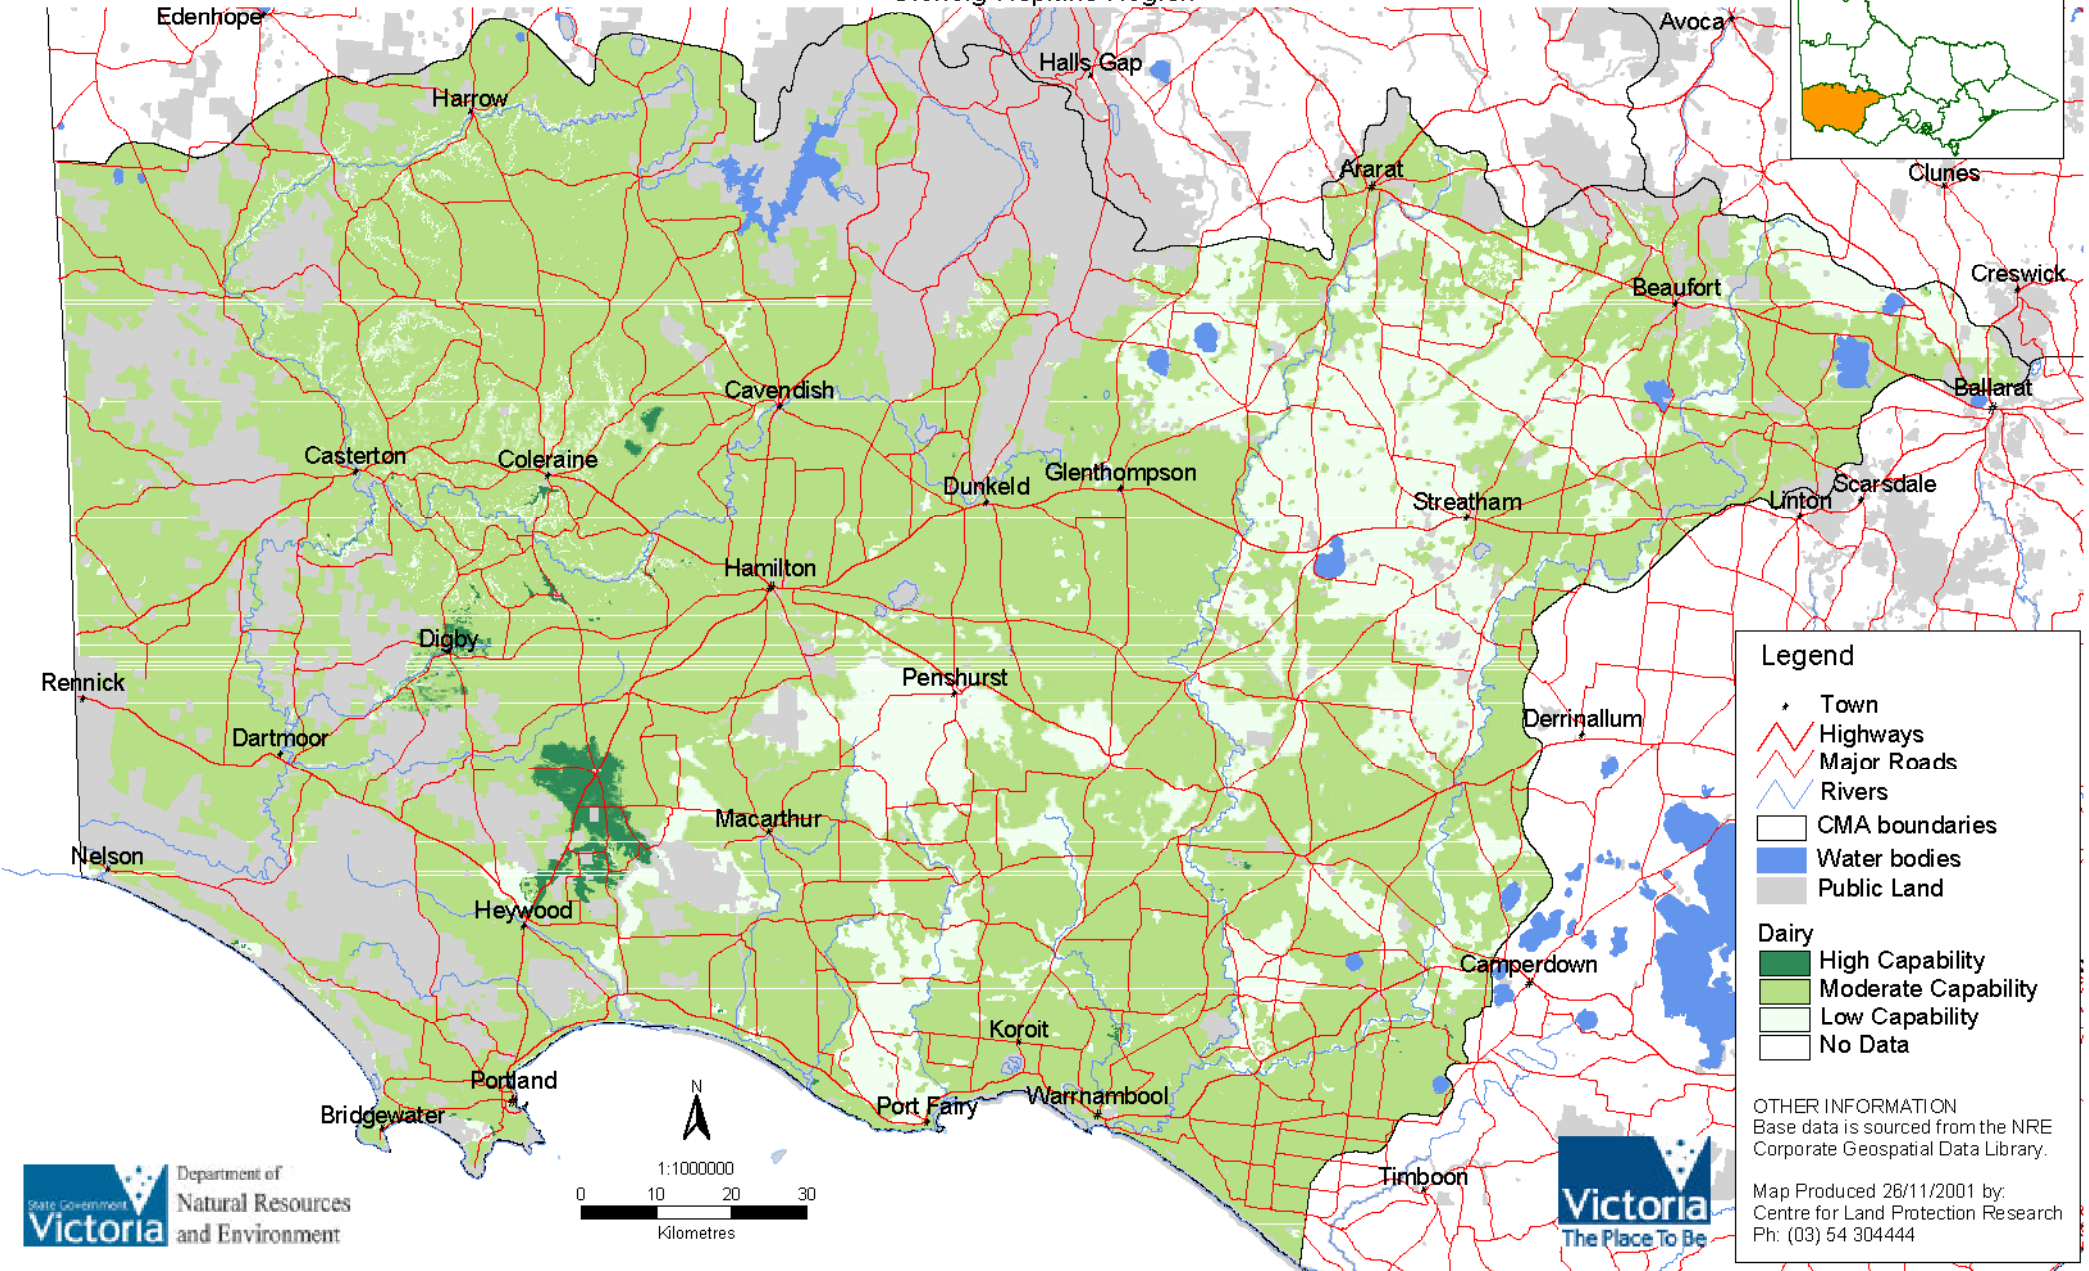 Edenhope
Avoca
Halls Gap
Harrow
Ararat
Clunes
Creswick
Beaufort
Cavendish
Ballarat
Casterton
Coleraine
Dunkeld
Glenthompson
Streatham
Linton
Scarsdale
Hamilton
Digby
Rennick
Penshurst
Dartmoor
Derrinallum
Macarthur
Nelson
Heywood
Camperdown
Koroit
Portland
Bridgewater
Port Fairy
Warrnambool
Timboon
N
1:1000000
0 10 20 30
Kilometres
State Government
Victoria
Department of
Natural Resources
and Environment
Victoria
The Place To Be
Legend
Town
Highways
Major Roads
Rivers
CMA boundaries
Water bodies
Public Land
Dairy
High Capability
Moderate Capability
Low Capability
No Data
OTHER INFORMATION
Base data is sourced from the NRE
Corporate Geospatial Data Library.
Map Produced 26/11/2001 by:
Centre for Land Protection Research
Ph: (03) 54 304444